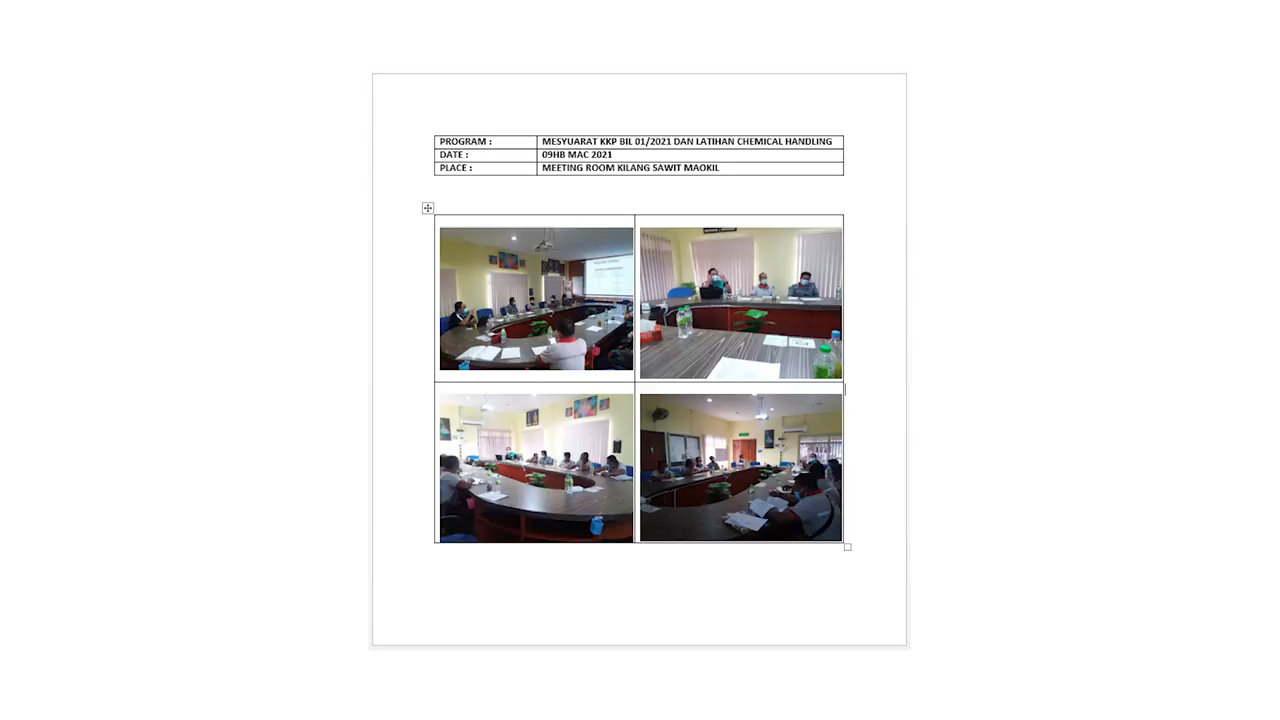 PROGRAM : MESYUARAT KKP BIL 01/2021 DAN LATIHAN CHEMICAL HANDLING
DATE : 09HB MAC 2021
PLACE : MEETING ROOM KILANG SAWIT MAOKIL